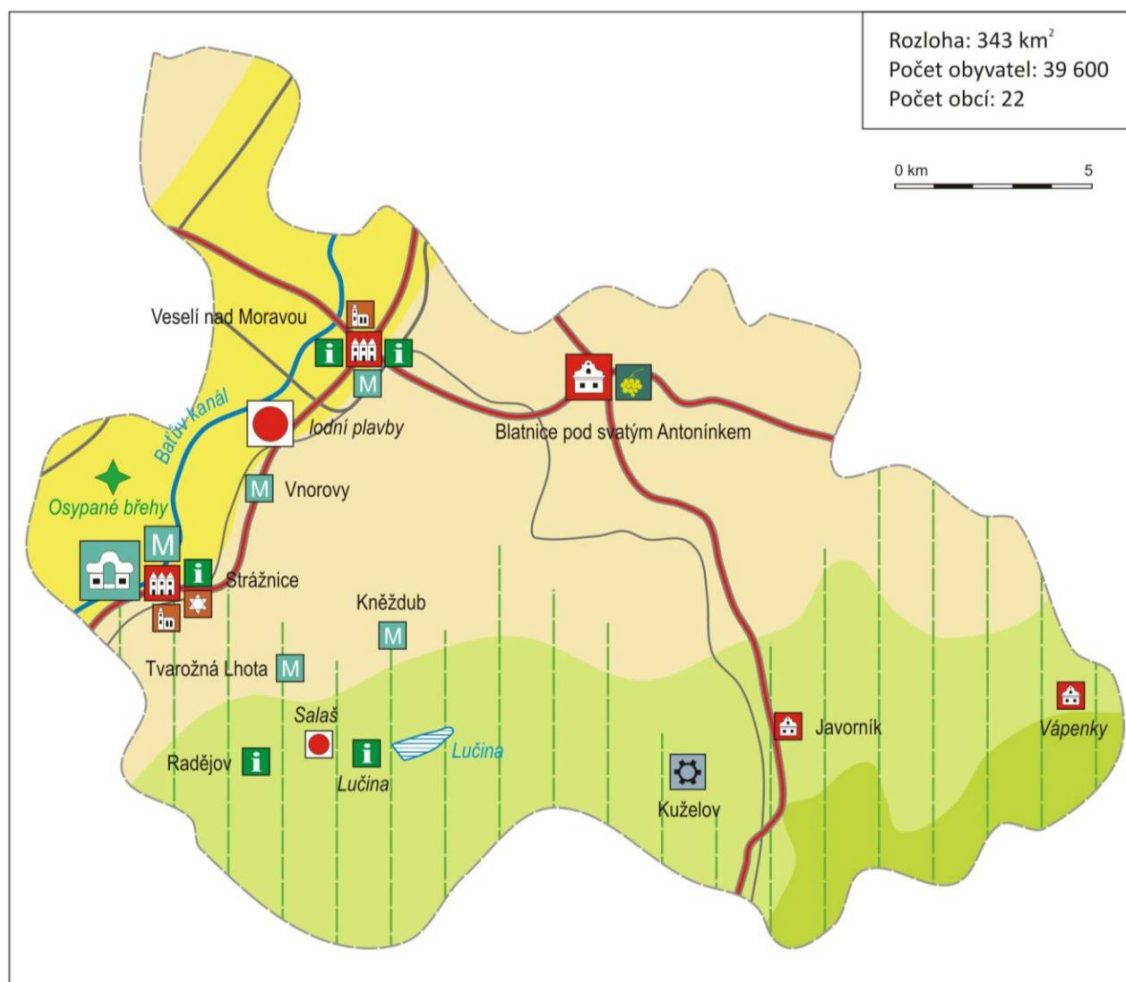 Rozloha: 343 km²
Počet obyvatel: 39 600
Počet obcí: 22
0 km 5
Veselí nad Moravou
i
i
M
Baťův kanál
lodní plavby
Blatnice pod svatým Antonínkem
M
Vnorovy
Osypané břehy
M
i
Strážnice
Kněždub
M
Tvarožná Lhota
M
Salaš
Radějov
i
i
Lučina
Lučina
Javorník
Vápenky
Kuželov